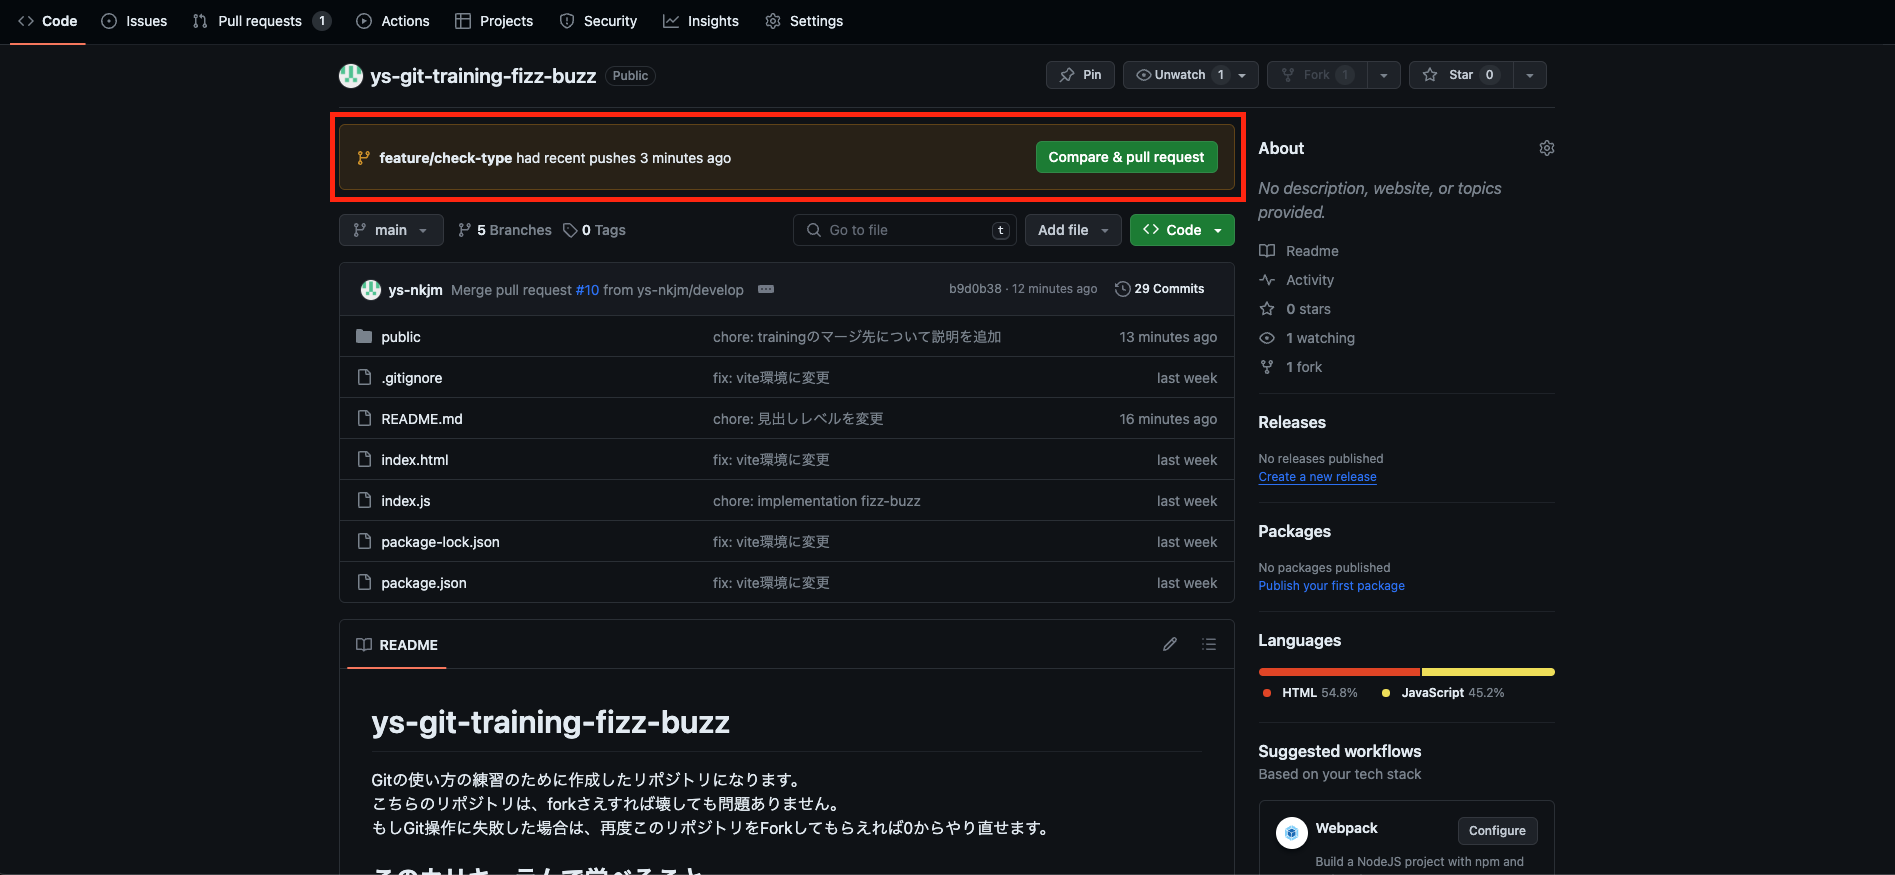 Code Issues Pull requests 1 Actions Projects Security Insights Settings
ys-git-training-fizz-buzz Public
Pin Unwatch 1 Fork 1 Star 0
feature/check-type had recent pushes 3 minutes ago Compare & pull request
main 5 Branches 0 Tags Go to file t Add file Code
ys-nkjm Merge pull request #10 from ys-nkjm/develop b9d0b38 · 12 minutes ago 29 Commits
public chore: trainingのマージ先について説明を追加 13 minutes ago
.gitignore fix: vite環境に変更 last week
README.md chore: 見出しレベルを変更 16 minutes ago
index.html fix: vite環境に変更 last week
index.js chore: implementation fizz-buzz last week
package-lock.json fix: vite環境に変更 last week
package.json fix: vite環境に変更 last week
README
ys-git-training-fizz-buzz
Gitの使い方の練習のために作成したリポジトリになります。
こちらのリポジトリは、forkさえすれば壊しても問題ありません。
もしGit操作に失敗した場合は、再度このリポジトリをForkしてもらえれば0からやり直せます。
About
No description, website, or topics
provided.
Readme
Activity
0 stars
1 watching
1 fork
Releases
No releases published
Create a new release
Packages
No packages published
Publish your first package
Languages
HTML 54.8% JavaScript 45.2%
Suggested workflows
Based on your tech stack
Webpack Configure
Build a NodeJS project with npm and